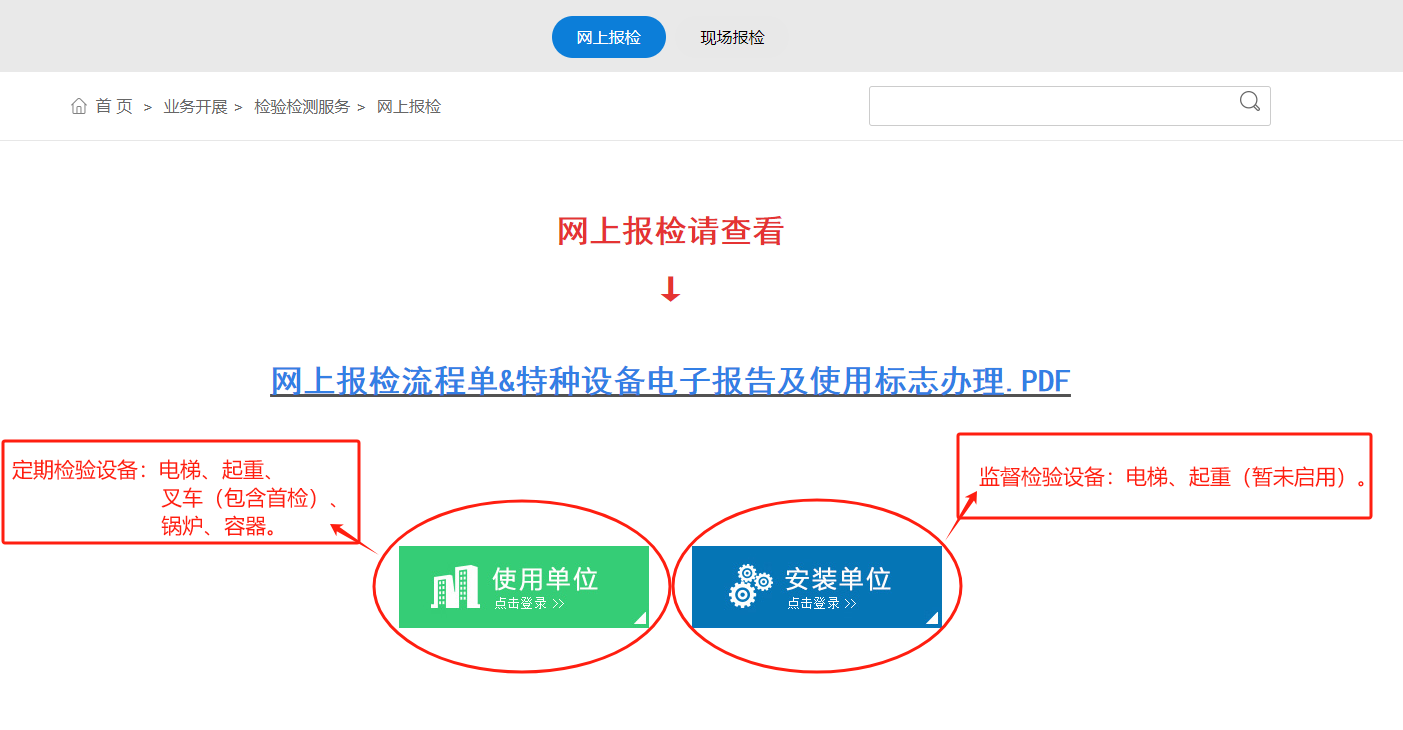 网上报检 现场报检
首 页 > 业务开展 > 检验检测服务 > 网上报检
网上报检请查看
网上报检流程单&特种设备电子报告及使用标志办理.PDF
定期检验设备：电梯、起重、
叉车（包含首检）、
锅炉、容器。
监督检验设备：电梯、起重（暂未启用）。
使用单位
点击登录 >>
安装单位
点击登录 >>